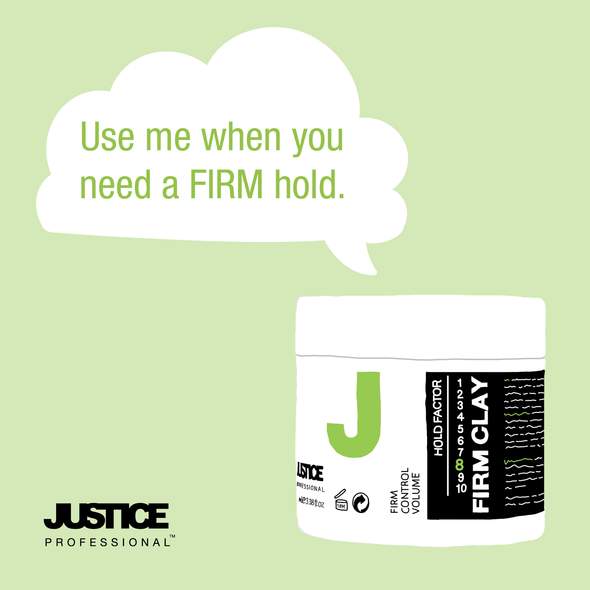 Use me when you
need a FIRM hold.
J
JUSTICE
PROFESSIONAL
FIRM
CONTROL
VOLUME
HOLD FACTOR
1
2
3
4
5
6
7
8
9
10
FIRM CLAY
JUSTICE
PROFESSIONAL™